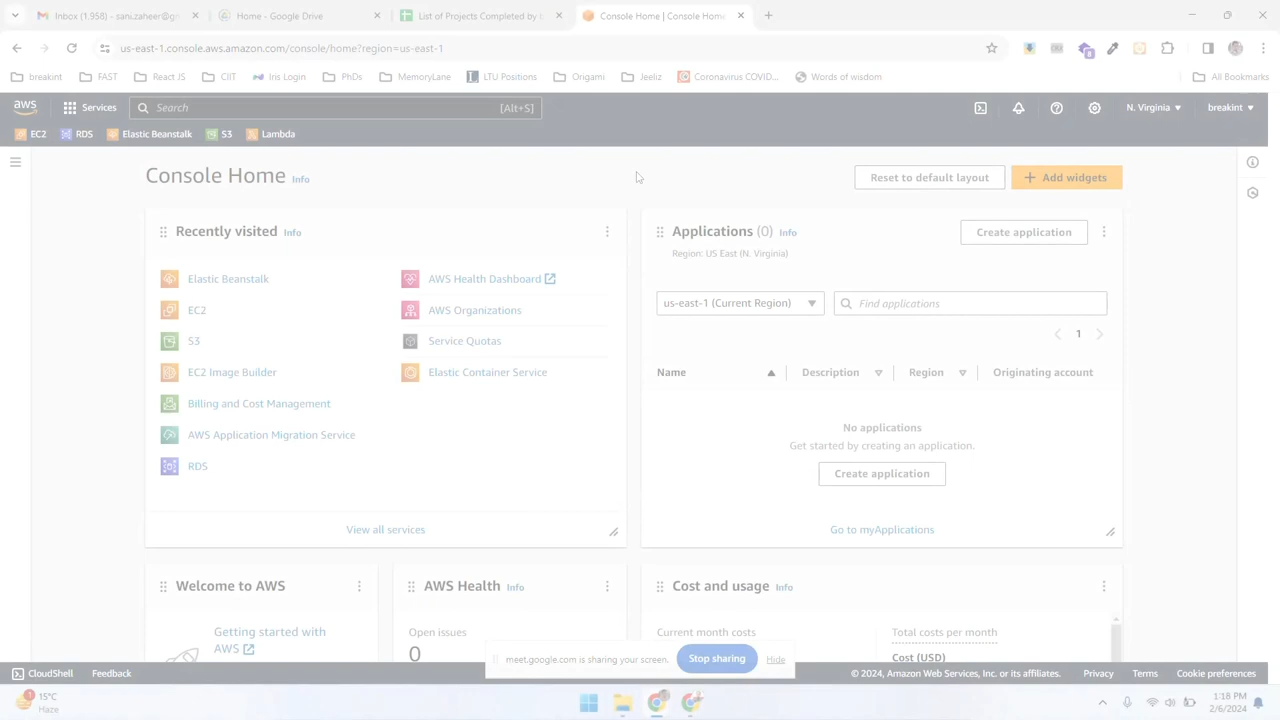 Inbox (1,958) - sani.zaheer@g
Home - Google Drive
List of Projects Completed by t
Console Home | Console Home
us-east-1.console.aws.amazon.com/console/home?region=us-east-1
breakint
FAST
React JS
CIIT
Iris Login
PhDs
MemoryLane
LTU Positions
Origami
Jeeliz
Coronavirus COVID...
Words of wisdom
All Bookmarks
aws
Services
Search
[Alt+S]
N. Virginia
breakint
EC2
RDS
Elastic Beanstalk
S3
Lambda
Console Home Info
Reset to default layout
Add widgets
Recently visited Info
Elastic Beanstalk
EC2
S3
EC2 Image Builder
Billing and Cost Management
AWS Application Migration Service
RDS
AWS Health Dashboard
AWS Organizations
Service Quotas
Elastic Container Service
View all services
Applications (0) Info
Region: US East (N. Virginia)
Create application
us-east-1 (Current Region)
Find applications
1
Name
Description
Region
Originating account
No applications
Get started by creating an application.
Create application
Go to myApplications
Welcome to AWS
Getting started with
AWS
AWS Health Info
Open issues
0
Cost and usage Info
Current month costs
Total costs per month
Cost (USD)
meet.google.com is sharing your screen.
Stop sharing
Hide
CloudShell
Feedback
© 2024, Amazon Web Services, Inc. or its affiliates.
Privacy
Terms
Cookie preferences
1
15°C
Haze
1:18 PM
2/6/2024